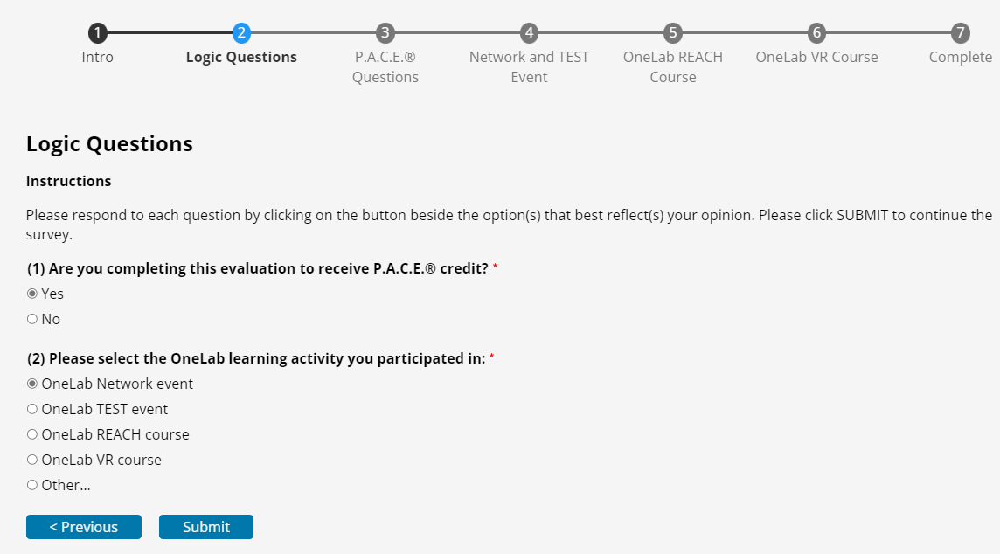 1 2 3 4 5 6 7
Intro Logic Questions P.A.C.E.® Network and TEST OneLab REACH OneLab VR Course Complete
Questions Event Course
Logic Questions
Instructions
Please respond to each question by clicking on the button beside the option(s) that best reflect(s) your opinion. Please click SUBMIT to continue the
survey.
(1) Are you completing this evaluation to receive P.A.C.E.® credit? *
Yes
No
(2) Please select the OneLab learning activity you participated in: *
OneLab Network event
OneLab TEST event
OneLab REACH course
OneLab VR course
Other...
< Previous Submit